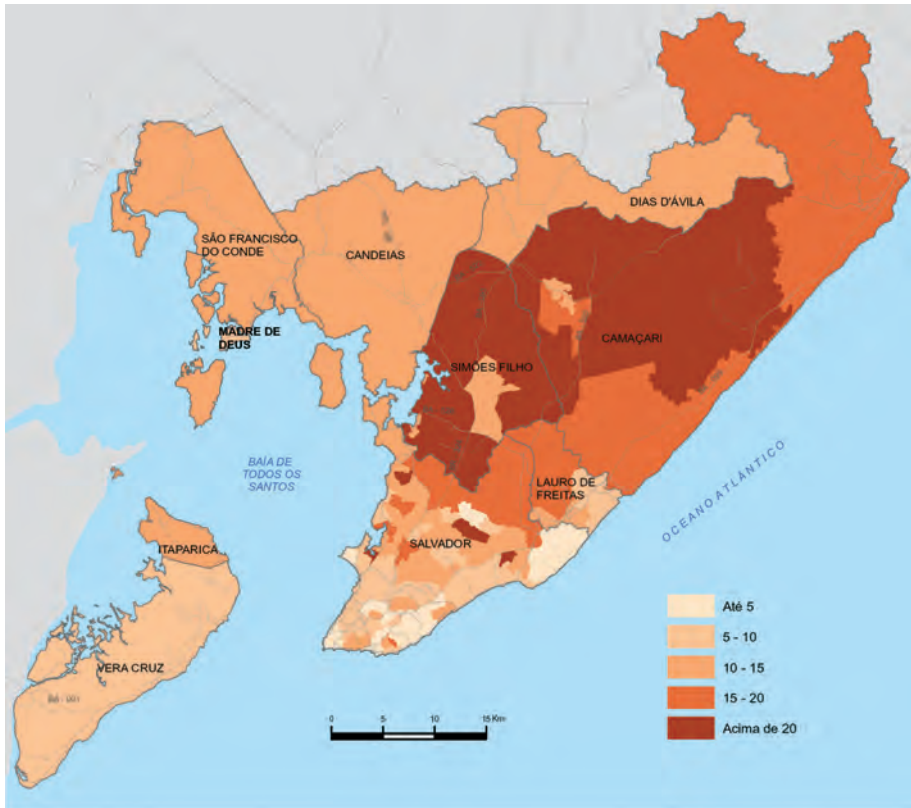 DIAS D'ÁVILA
SÃO FRANCISCO
DO CONDE
CANDEIAS
MADRE DE
DEUS
CAMAÇARI
SIMÕES FILHO
BAÍA DE
TODOS OS
SANTOS
LAURO DE
FREITAS
OCEANO ATLÂNTICO
SALVADOR
ITAPARICA
VERA CRUZ
BA - 001
Até 5
5 - 10
10 - 15
15 - 20
Acima de 20
0 5 10 15 Km